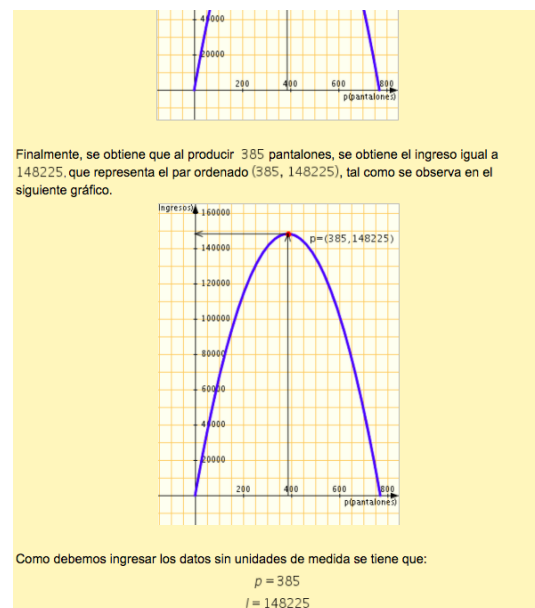 40000
20000
200 400 600 800
p(pantalones)
Finalmente, se obtiene que al producir 385 pantalones, se obtiene el ingreso igual a
148225, que representa el par ordenado (385, 148225), tal como se observa en el
siguiente gráfico.
Ingresos)
160000
p=(385,148225)
140000
120000
100000
80000
60000
40000
20000
200 400 600 800
p(pantalones)
Como debemos ingresar los datos sin unidades de medida se tiene que:
p = 385
I = 148225